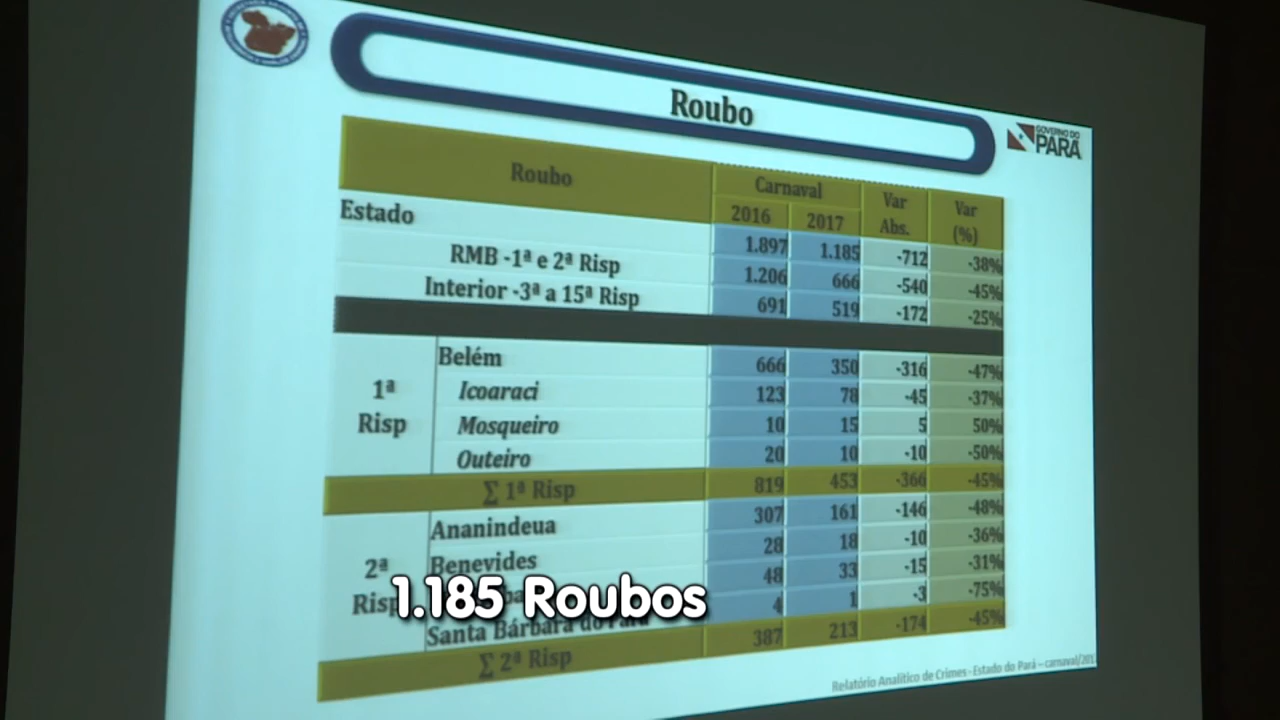 Roubo
GOVERNO DO
PARÁ
Roubo Carnaval Var Abs. Var (%)
2016 2017
Estado 1.897 1.185 -712 -38%
RMB -1ª e 2ª Risp 1.206 666 -540 -45%
Interior -3ª a 15ª Risp 691 519 -172 -25%
1ª Risp
Belém 666 350 -316 -47%
Icoaraci 123 78 -45 -37%
Mosqueiro 10 15 5 50%
Outeiro 20 10 -10 -50%
∑ 1ª Risp 819 453 -366 -45%
2ª Risp
Ananindeua 307 161 -146 -48%
Benevides 28 18 -10 -36%
48 33 -15 -31%
Santa Bárbara do Pará 4 1 -3 -75%
∑ 2ª Risp 387 213 -174 -45%
1.185 Roubos
Relatório Analítico de Crimes - Estado do Pará – carnaval/201